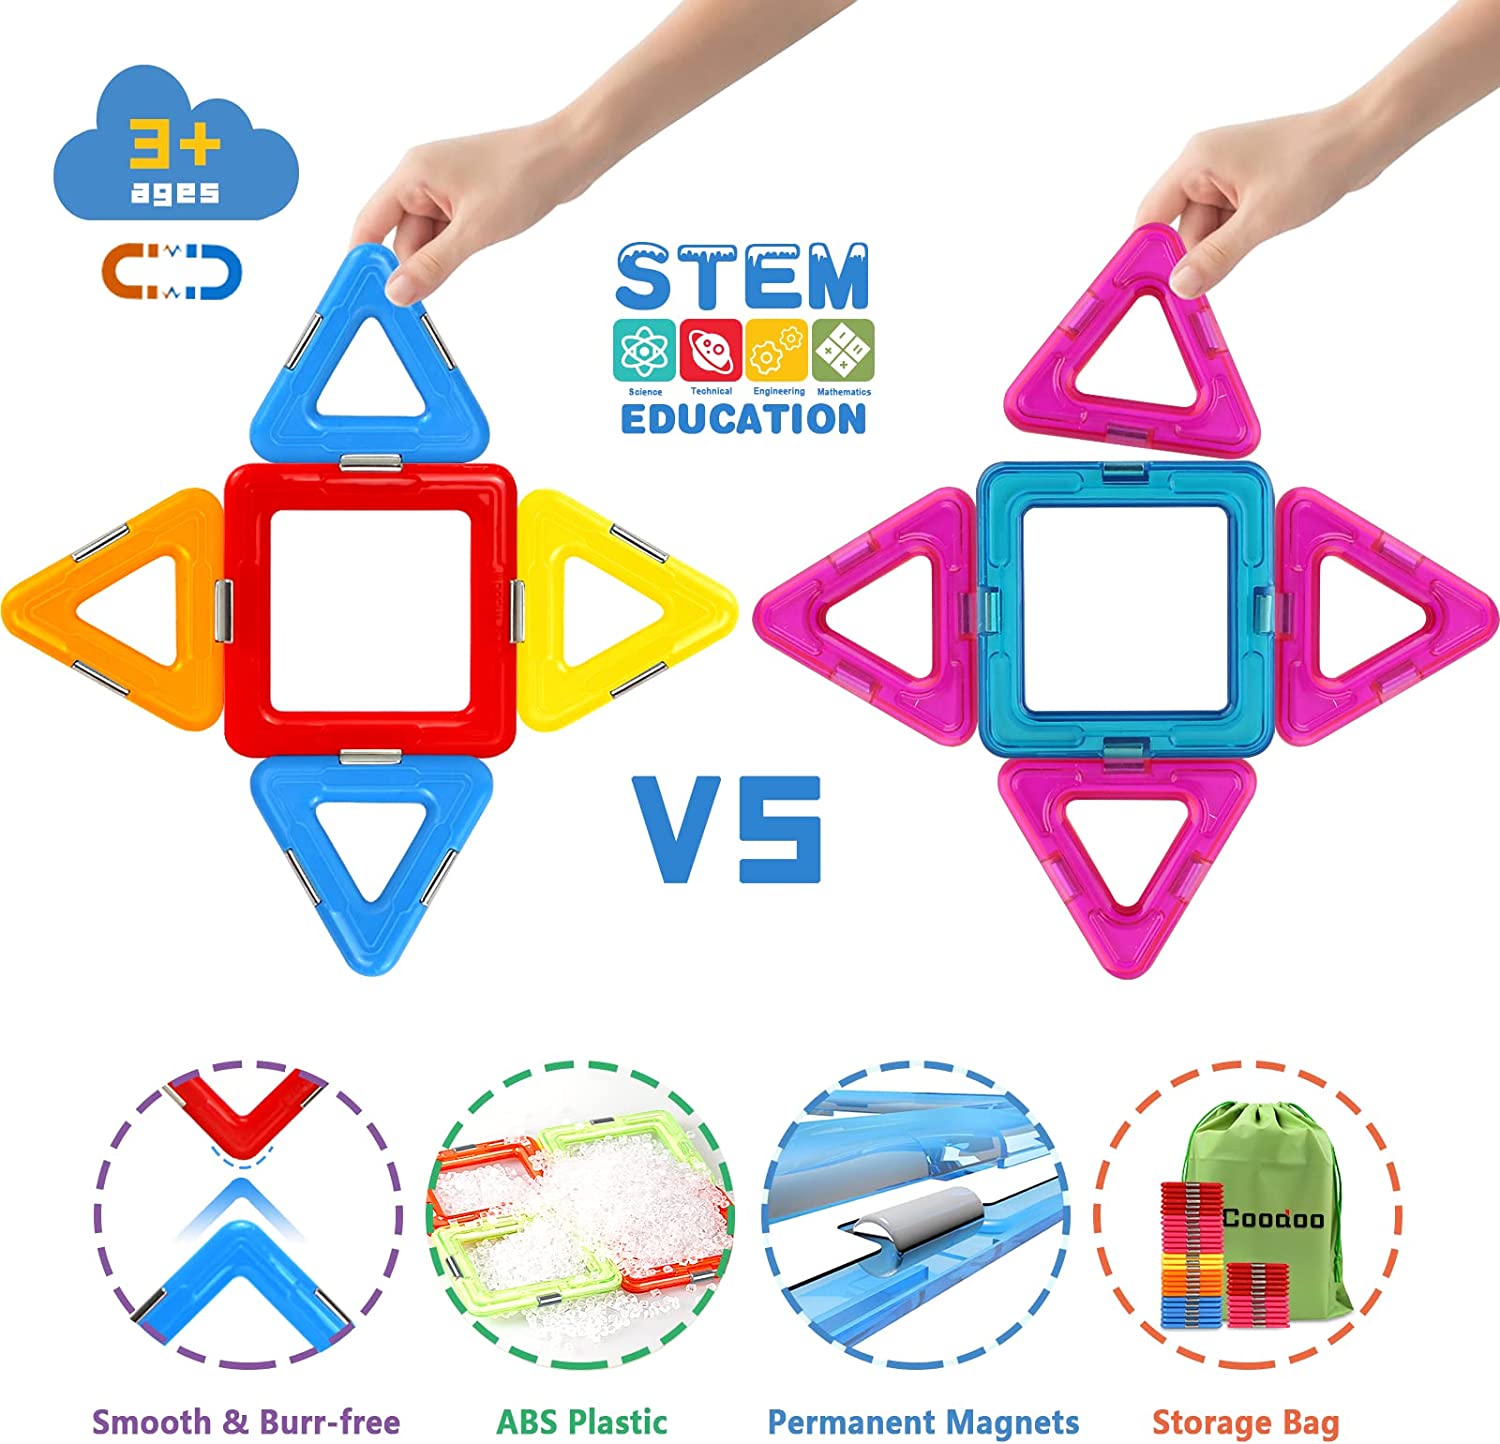 3+
ages
STEM
Science Technical Engineering Mathematics
EDUCATION
VS
Coodoo
Smooth & Burr-free
ABS Plastic
Permanent Magnets
Storage Bag